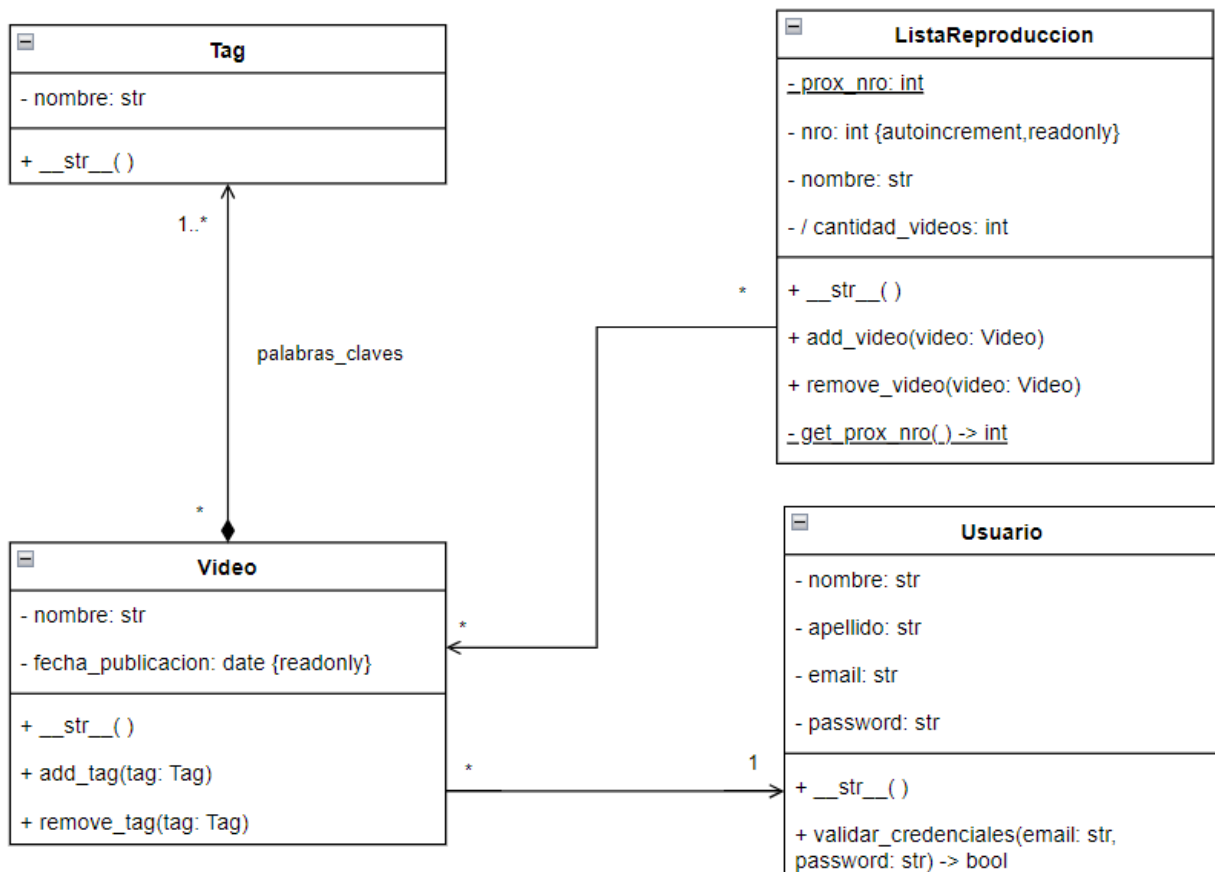 Tag
- nombre: str
+ __str__( )
1..*
palabras_claves
*
Video
- nombre: str
- fecha_publicacion: date {readonly}
+ __str__( )
+ add_tag(tag: Tag)
+ remove_tag(tag: Tag)
ListaReproduccion
- prox_nro: int
- nro: int {autoincrement,readonly}
- nombre: str
- / cantidad_videos: int
+ __str__( )
+ add_video(video: Video)
+ remove_video(video: Video)
- get_prox_nro( ) -> int
*
*
*
1
Usuario
- nombre: str
- apellido: str
- email: str
- password: str
+ __str__( )
+ validar_credenciales(email: str,
password: str) -> bool